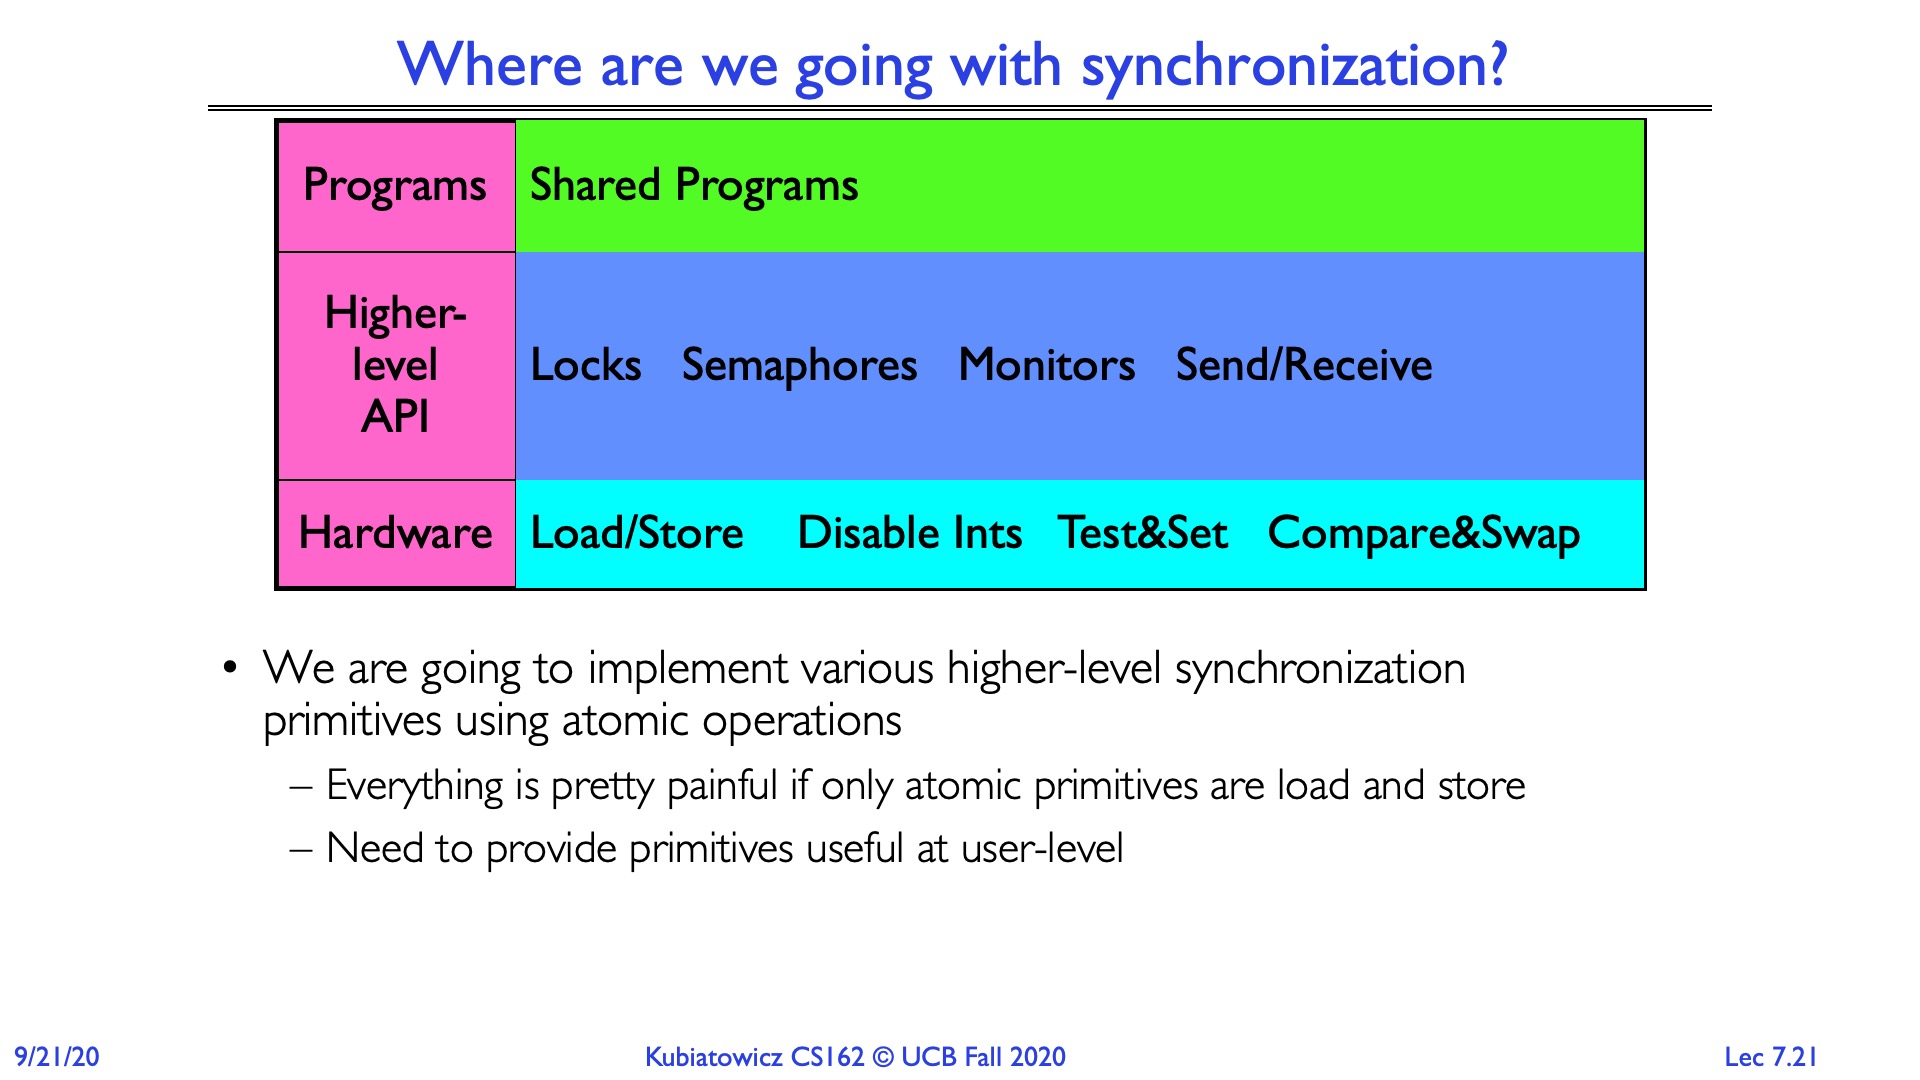 Where are we going with synchronization?
Programs
Shared Programs
Higher-
level
API
Locks Semaphores Monitors Send/Receive
Hardware
Load/Store Disable Ints Test&Set Compare&Swap
• We are going to implement various higher-level synchronization
primitives using atomic operations
– Everything is pretty painful if only atomic primitives are load and store
– Need to provide primitives useful at user-level
9/21/20
Kubiatowicz CS162 © UCB Fall 2020
Lec 7.21